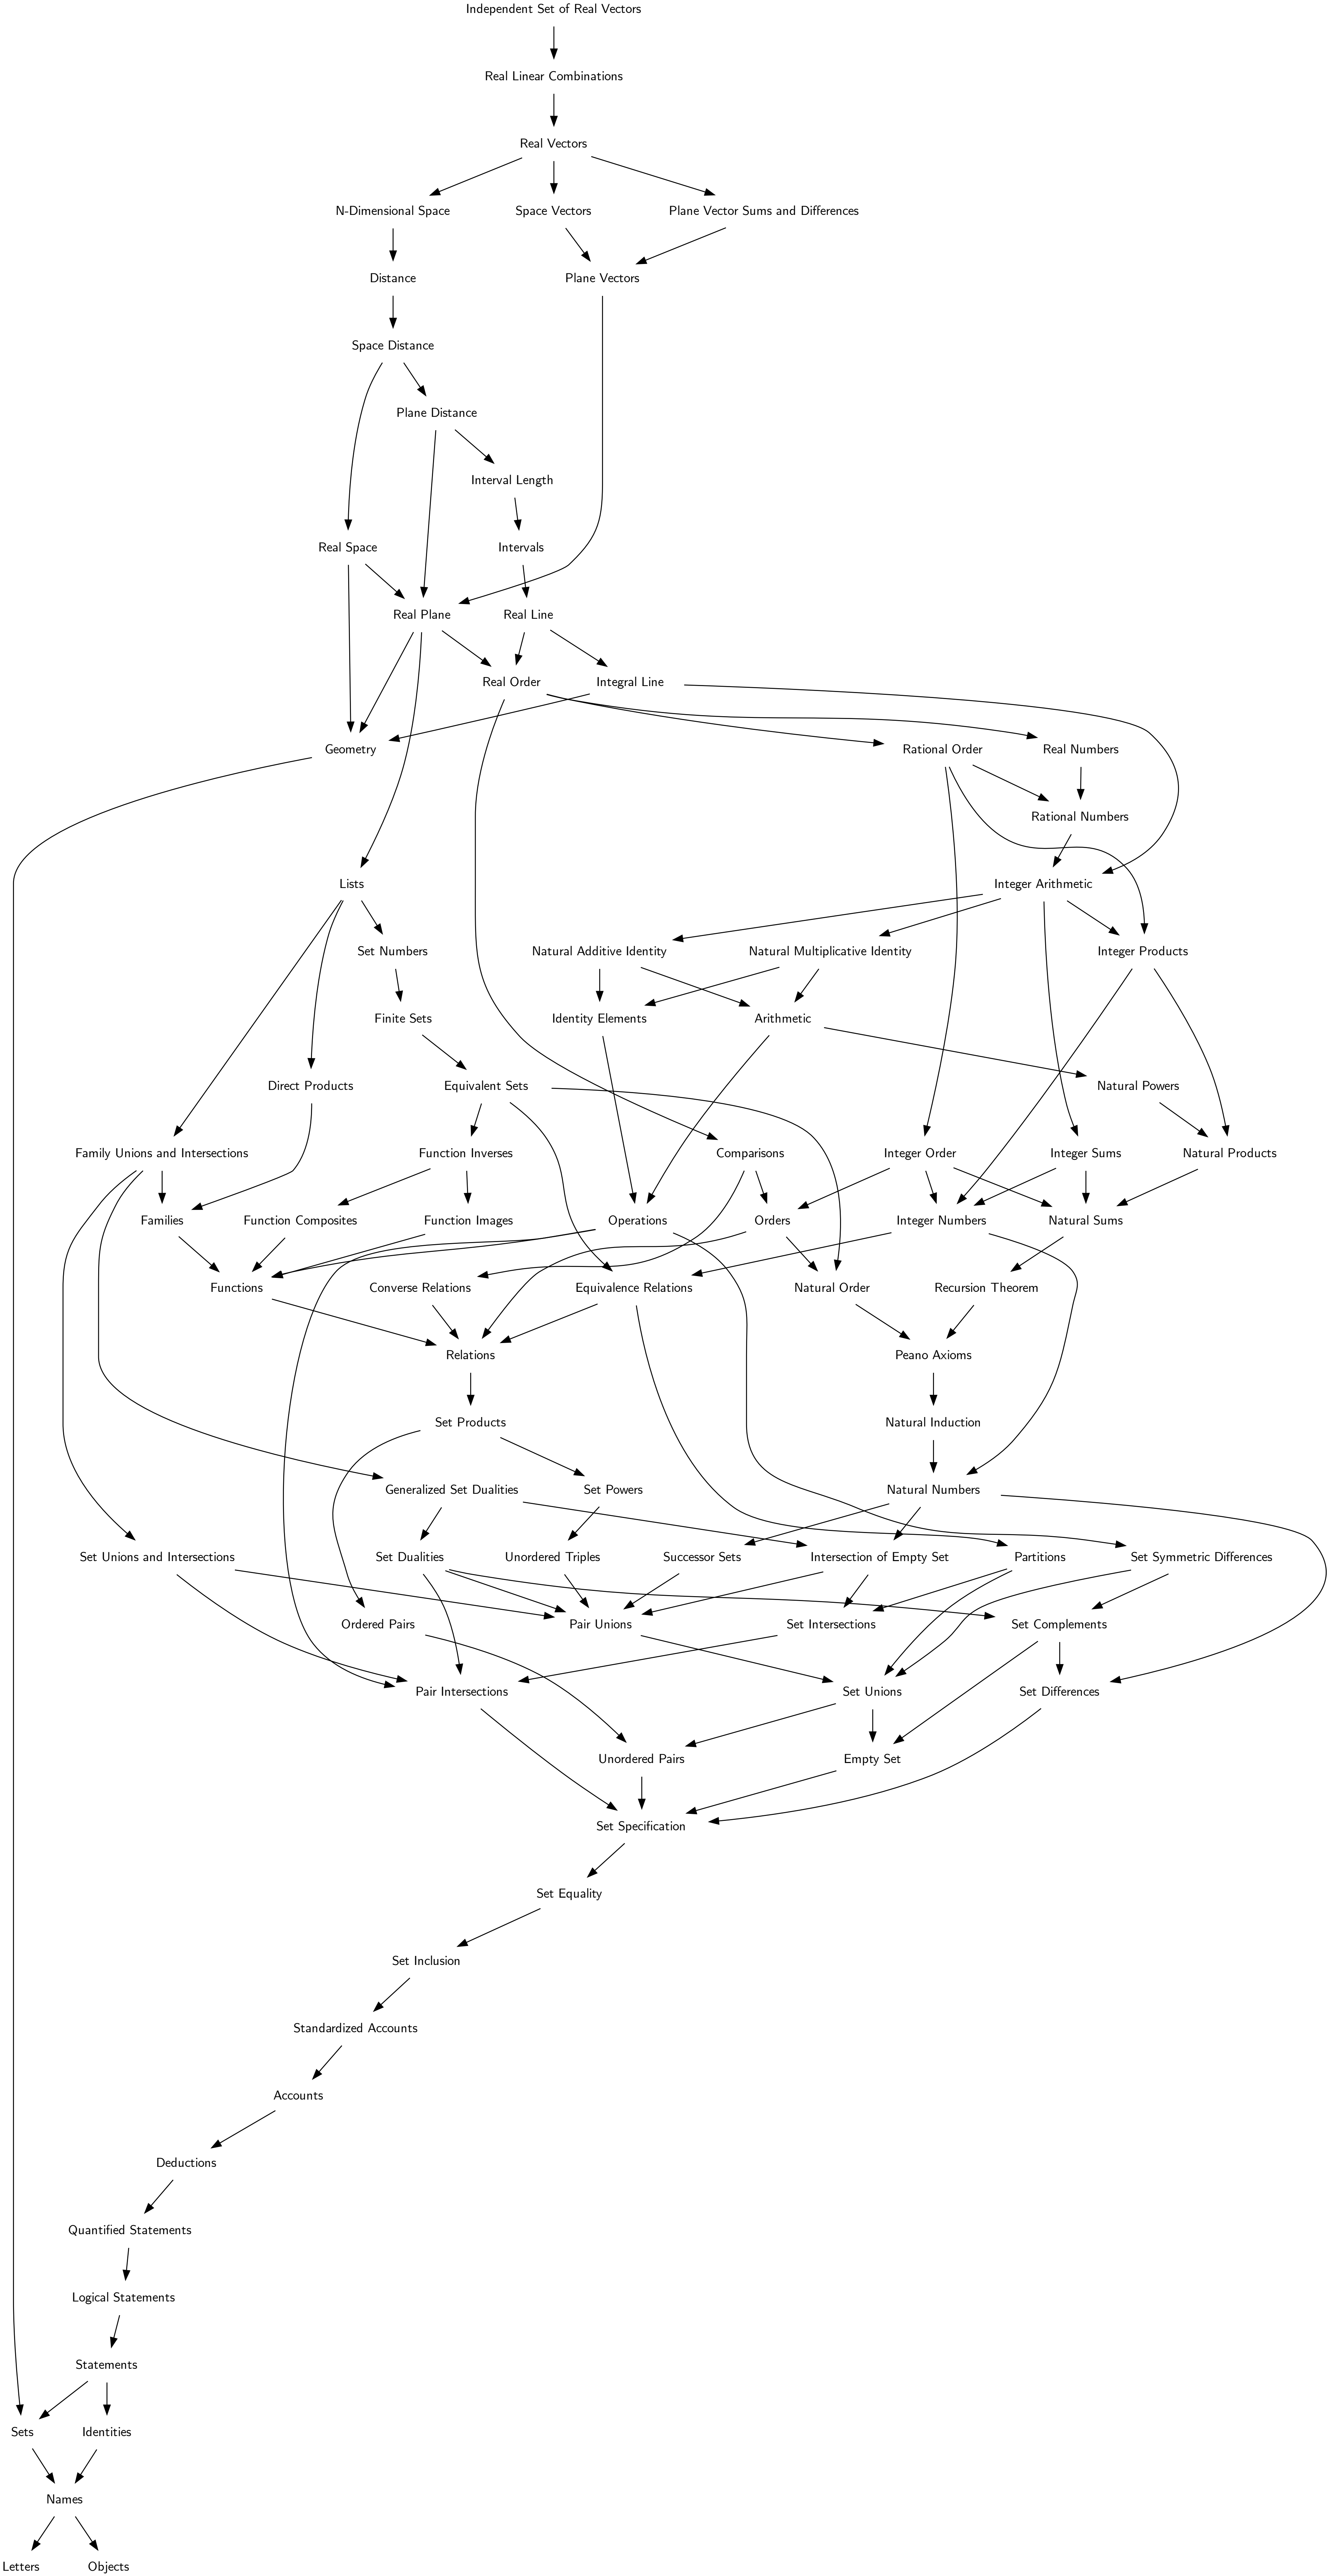 Independent Set of Real Vectors
Real Linear Combinations
Real Vectors
N-Dimensional Space
Space Vectors
Plane Vector Sums and Differences
Distance
Plane Vectors
Space Distance
Plane Distance
Interval Length
Real Space
Intervals
Real Plane
Real Line
Real Order
Integral Line
Geometry
Rational Order
Real Numbers
Rational Numbers
Lists
Integer Arithmetic
Set Numbers
Natural Additive Identity
Natural Multiplicative Identity
Integer Products
Finite Sets
Identity Elements
Arithmetic
Direct Products
Equivalent Sets
Natural Powers
Family Unions and Intersections
Function Inverses
Comparisons
Integer Order
Integer Sums
Natural Products
Families
Function Composites
Function Images
Operations
Orders
Integer Numbers
Natural Sums
Functions
Converse Relations
Equivalence Relations
Natural Order
Recursion Theorem
Relations
Peano Axioms
Set Products
Natural Induction
Generalized Set Dualities
Set Powers
Natural Numbers
Set Unions and Intersections
Set Dualities
Unordered Triples
Successor Sets
Intersection of Empty Set
Partitions
Set Symmetric Differences
Ordered Pairs
Pair Unions
Set Intersections
Set Complements
Pair Intersections
Set Unions
Set Differences
Unordered Pairs
Empty Set
Set Specification
Set Equality
Set Inclusion
Standardized Accounts
Accounts
Deductions
Quantified Statements
Logical Statements
Statements
Sets
Identities
Names
Letters
Objects